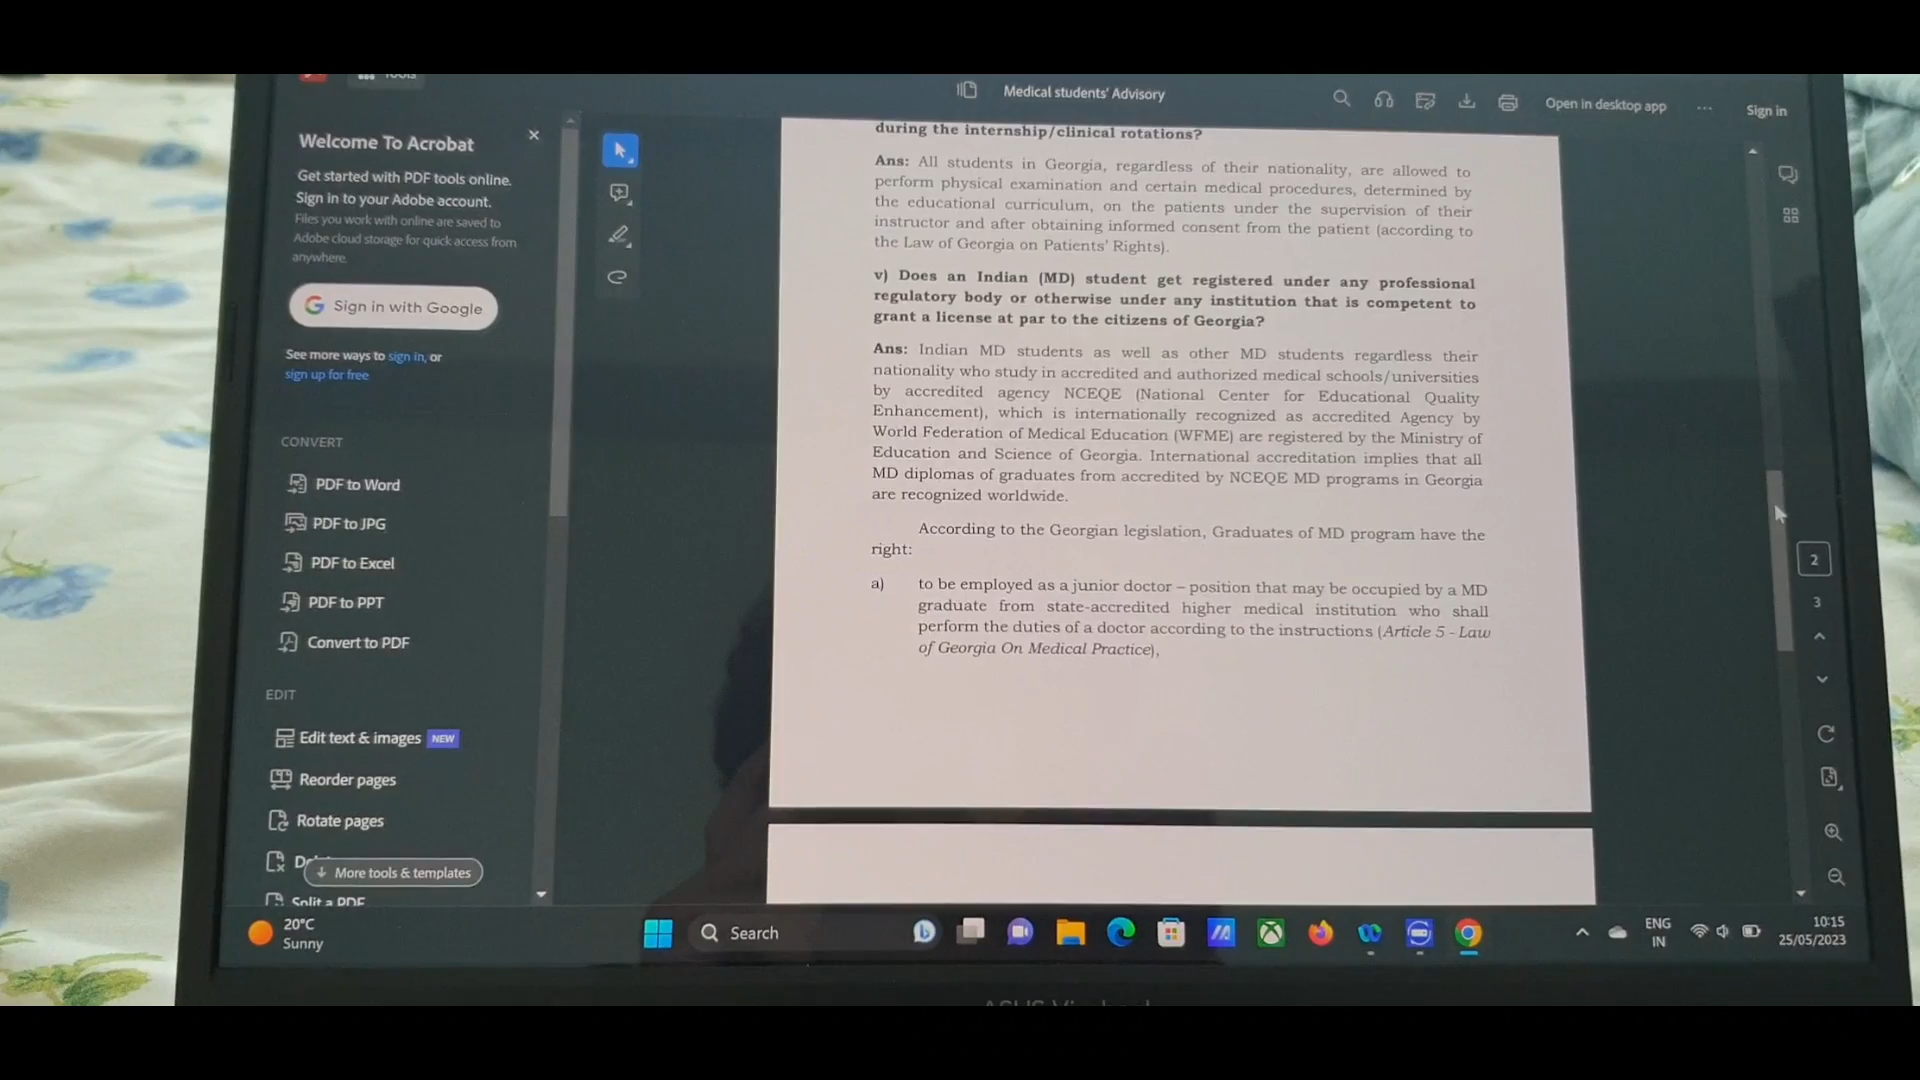 Tools
Medical students' Advisory
Open in desktop app
Sign in
Welcome To Acrobat
Get started with PDF tools online.
Sign in to your Adobe account.
Files you work with online are saved to
Adobe cloud storage for quick access from
anywhere.
Sign in with Google
See more ways to sign in, or
sign up for free
CONVERT
PDF to Word
PDF to JPG
PDF to Excel
PDF to PPT
Convert to PDF
EDIT
Edit text & images NEW
Reorder pages
Rotate pages
More tools & templates
Split a PDF
during the internship/clinical rotations?
Ans: All students in Georgia, regardless of their nationality, are allowed to
perform physical examination and certain medical procedures, determined by
the educational curriculum, on the patients under the supervision of their
instructor and after obtaining informed consent from the patient (according to
the Law of Georgia on Patients' Rights).
v) Does an Indian (MD) student get registered under any professional
regulatory body or otherwise under any institution that is competent to
grant a license at par to the citizens of Georgia?
Ans: Indian MD students as well as other MD students regardless their
nationality who study in accredited and authorized medical schools/universities
by accredited agency NCEQE (National Center for Educational Quality
Enhancement), which is internationally recognized as accredited Agency by
World Federation of Medical Education (WFME) are registered by the Ministry of
Education and Science of Georgia. International accreditation implies that all
MD diplomas of graduates from accredited by NCEQE MD programs in Georgia
are recognized worldwide.
According to the Georgian legislation, Graduates of MD program have the
right:
a) to be employed as a junior doctor – position that may be occupied by a MD
graduate from state-accredited higher medical institution who shall
perform the duties of a doctor according to the instructions (Article 5 - Law
of Georgia On Medical Practice),
2
3
20°C
Sunny
Search
ENG
IN
10:15
25/05/2023